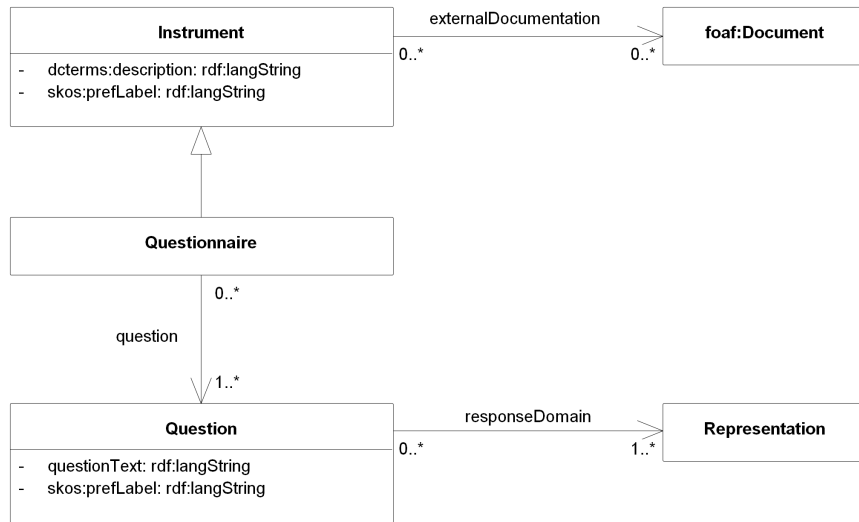 Instrument
- dcterms:description: rdf:langString
- skos:prefLabel: rdf:langString
externalDocumentation
0..*
0..*
foaf:Document
Questionnaire
0..*
question
1..*
Question
- questionText: rdf:langString
- skos:prefLabel: rdf:langString
responseDomain
0..*
1..*
Representation